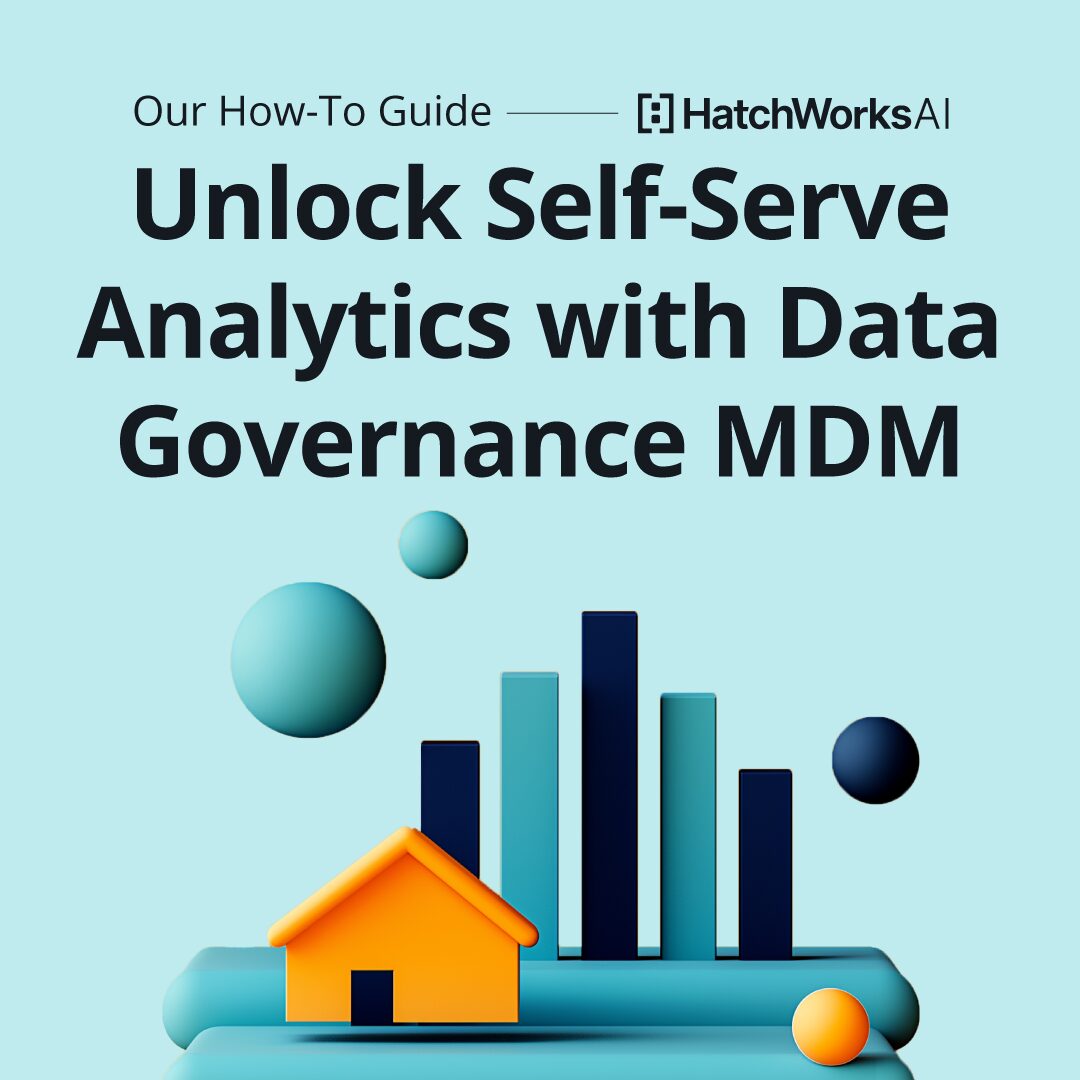 Our How-To Guide
HatchWorksAI
Unlock Self-Serve
Analytics with Data
Governance MDM